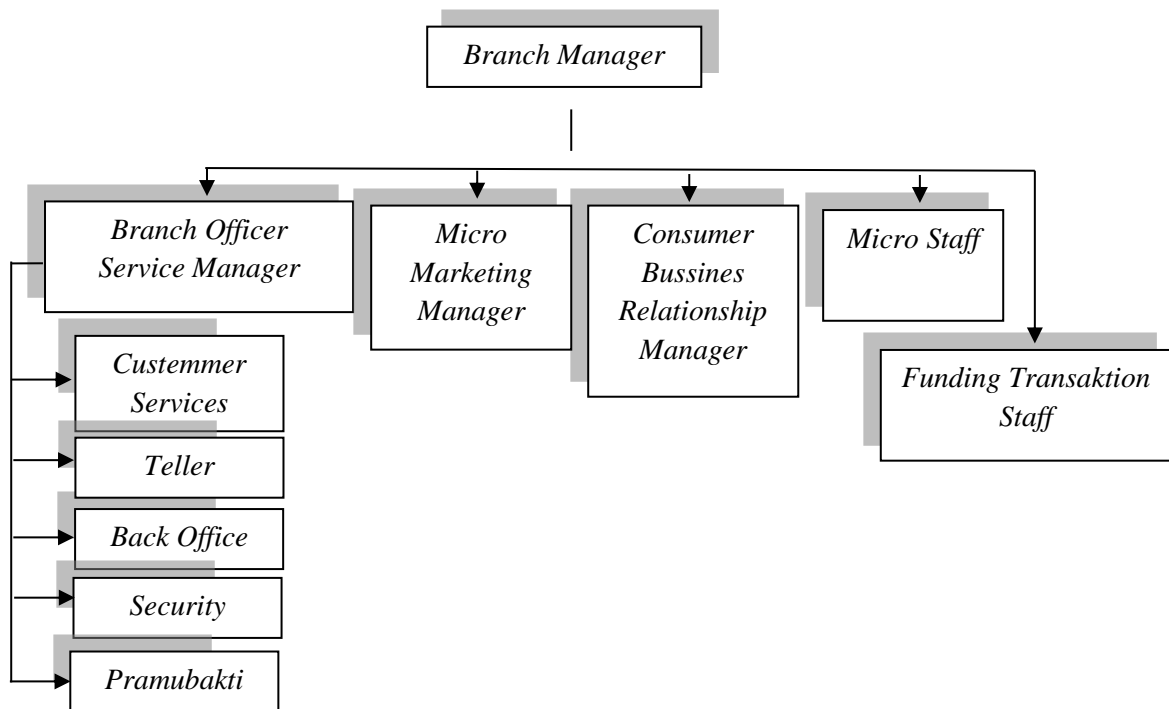 Branch Manager
Branch Officer
Service Manager
Micro
Marketing
Manager
Consumer
Bussines
Relationship
Manager
Micro Staff
Funding Transaktion
Staff
Custemmer
Services
Teller
Back Office
Security
Pramubakti